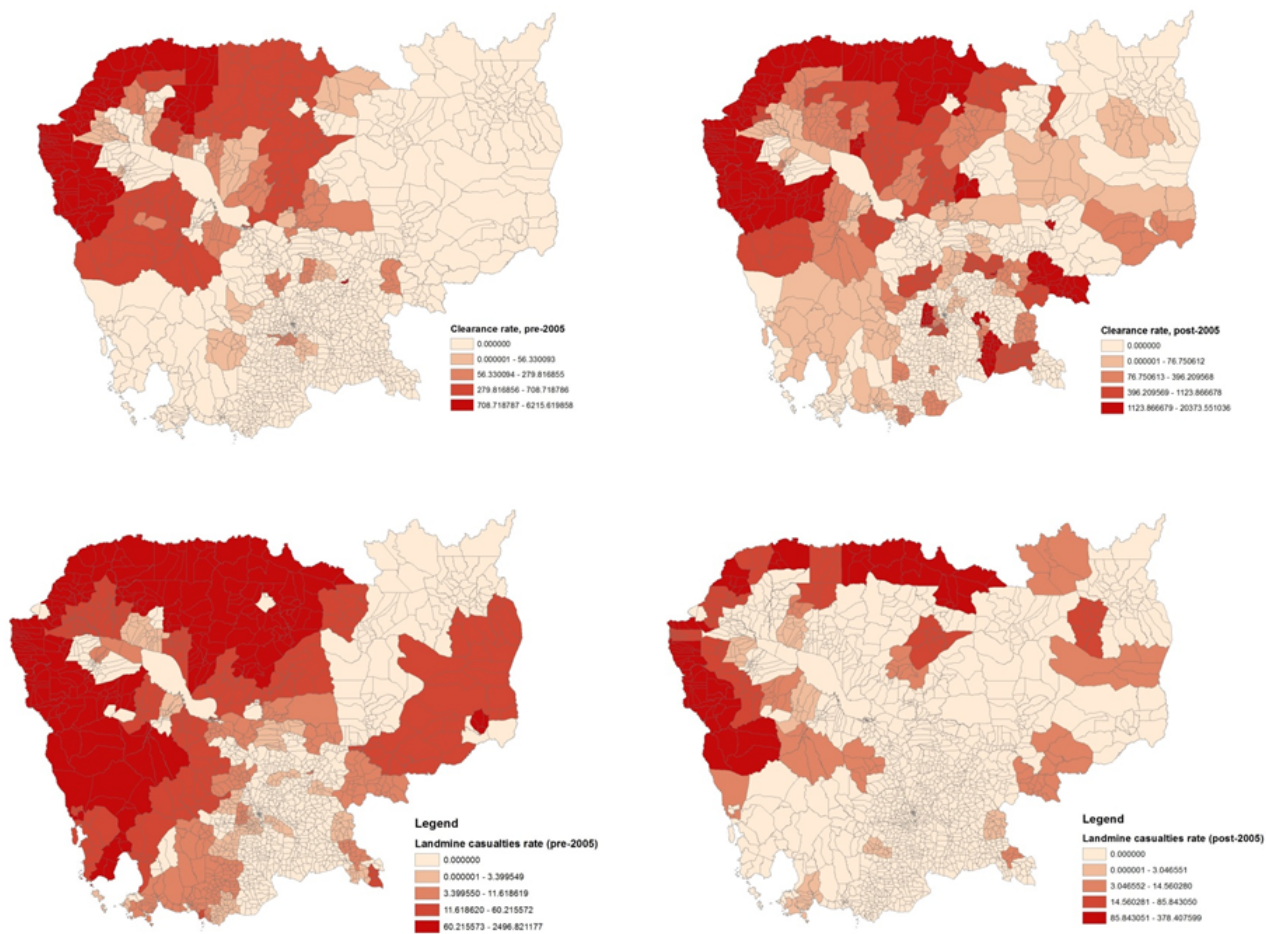 Clearance rate, pre-2005
0.000000
0.000001 - 56.330093
56.330094 - 279.816855
279.816856 - 708.718786
708.718787 - 6215.619858
Clearance rate, post-2005
0.000000
0.000001 - 76.750612
76.750613 - 396.209568
396.209569 - 1123.866678
1123.866679 - 20373.551036
Legend
Landmine casualties rate (pre-2005)
0.000000
0.000001 - 3.399549
3.399550 - 11.618619
11.618620 - 60.215572
60.215573 - 2496.821177
Legend
Landmine casualties rate (post-2005)
0.000000
0.000001 - 3.046551
3.046552 - 14.560280
14.560281 - 85.843050
85.843051 - 378.407599